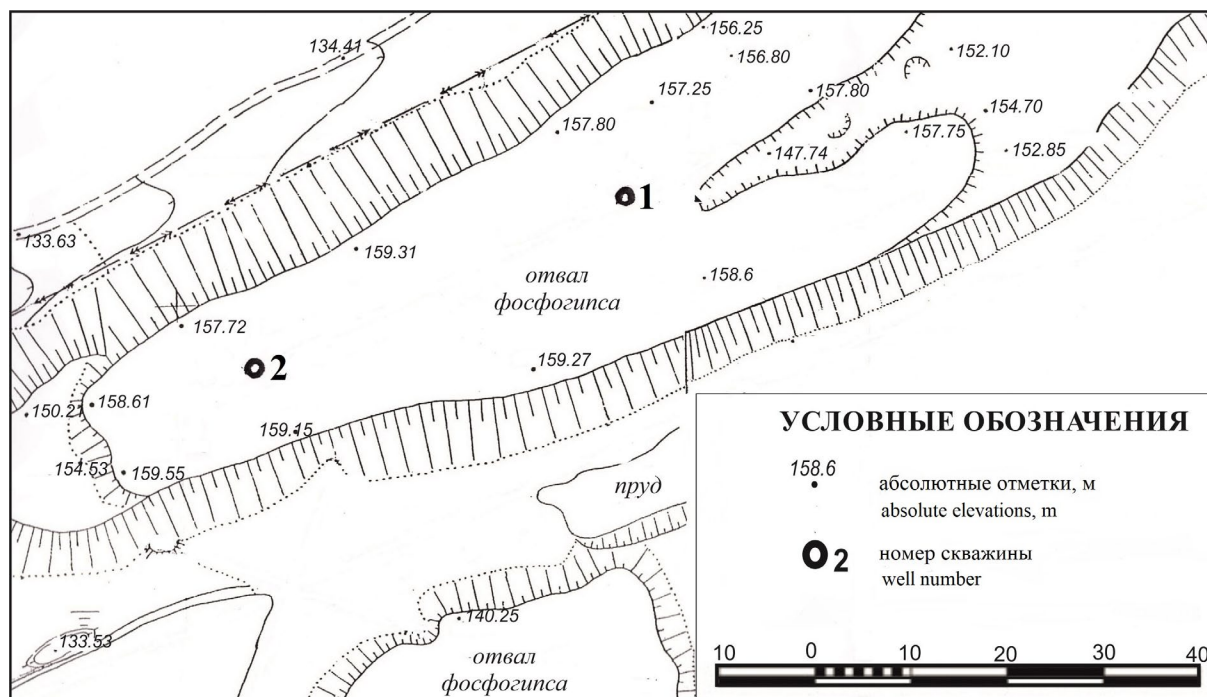 134.41
156.25
156.80
152.10
157.25
157.80
157.80
154.70
157.75
147.74
152.85
1
133.63
159.31
отвал
фосфогипса
158.6
157.72
2
159.27
150.21
158.61
159.15
154.53
159.55
пруд
УСЛОВНЫЕ ОБОЗНАЧЕНИЯ
158.6
абсолютные отметки, м
absolute elevations, m
2
номер скважины
well number
140.25
133.53
отвал
фосфогипса
10 0 10 20 30 40